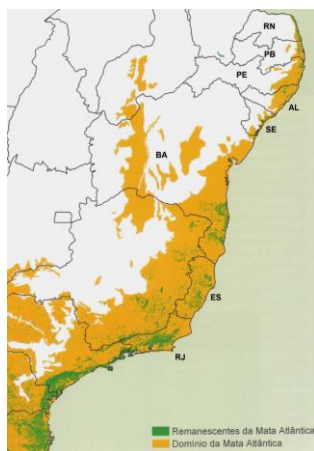 RN
PB
PE
AL
SE
BA
ES
RJ
Remanescentes da Mata Atlântica
Domínio da Mata Atlântica